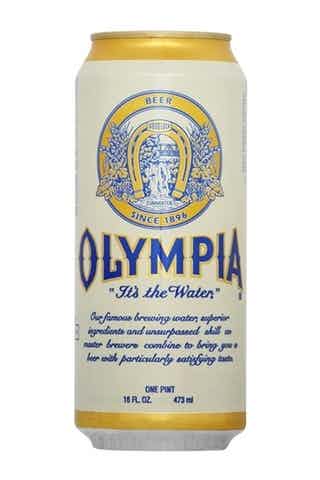 BEER
SINCE 1896
OLYMPIA
"It's the Water"
Our famous brewing water, superior
ingredients and unsurpassed skill as
master brewers combine to bring you a
beer with particularly satisfying taste.
ONE PINT
16 FL. OZ. 473 ml